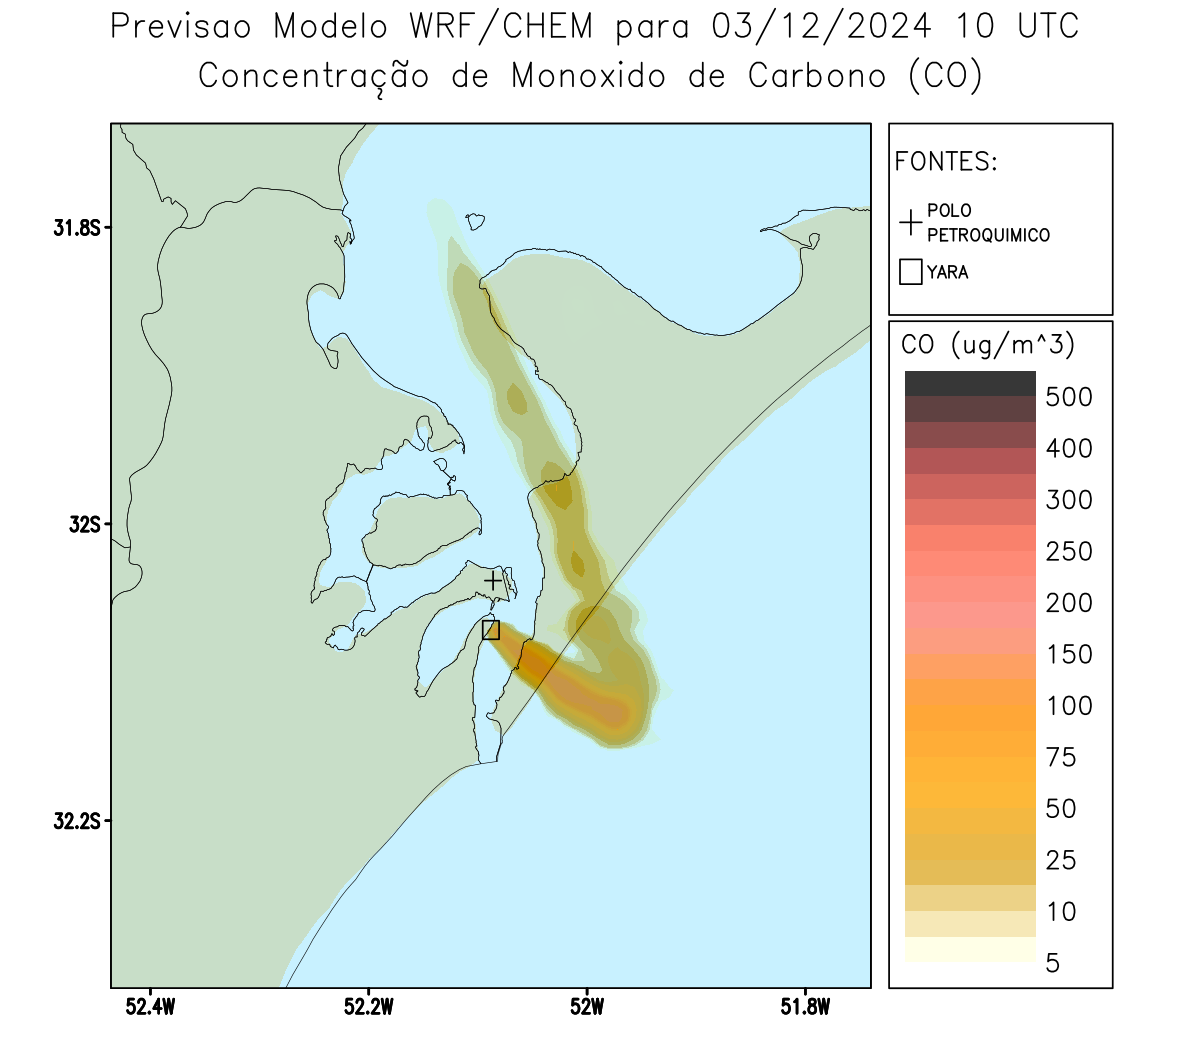 Previsao Modelo WRF/CHEM para 03/12/2024 10 UTC
Concentração de Monoxido de Carbono (CO)
FONTES:
POLO
PETROQUIMICO
YARA
CO (ug/m^3)
500
400
300
250
200
150
100
75
50
25
10
5
31.8S
32S
32.2S
52.4W
52.2W
52W
51.8W